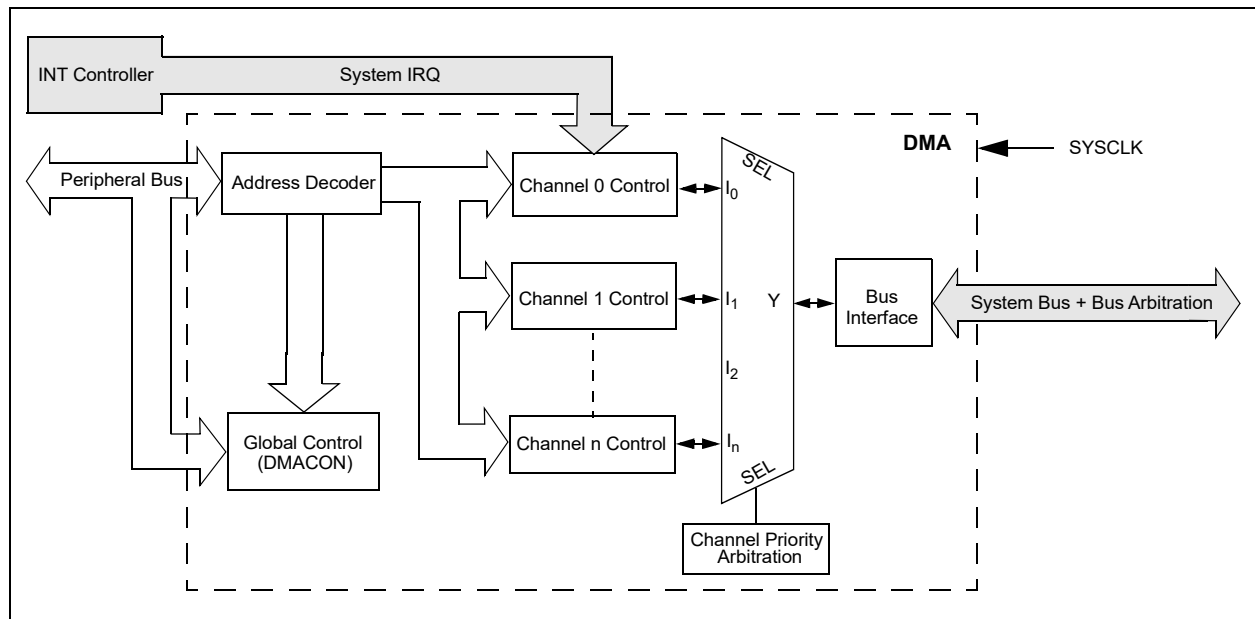 INT Controller
System IRQ
DMA
SYSCLK
Peripheral Bus
Address Decoder
Channel 0 Control
SEL
I0
Channel 1 Control
I1
Y
Bus
Interface
System Bus + Bus Arbitration
I2
Global Control
(DMACON)
Channel n Control
In
SEL
Channel Priority
Arbitration